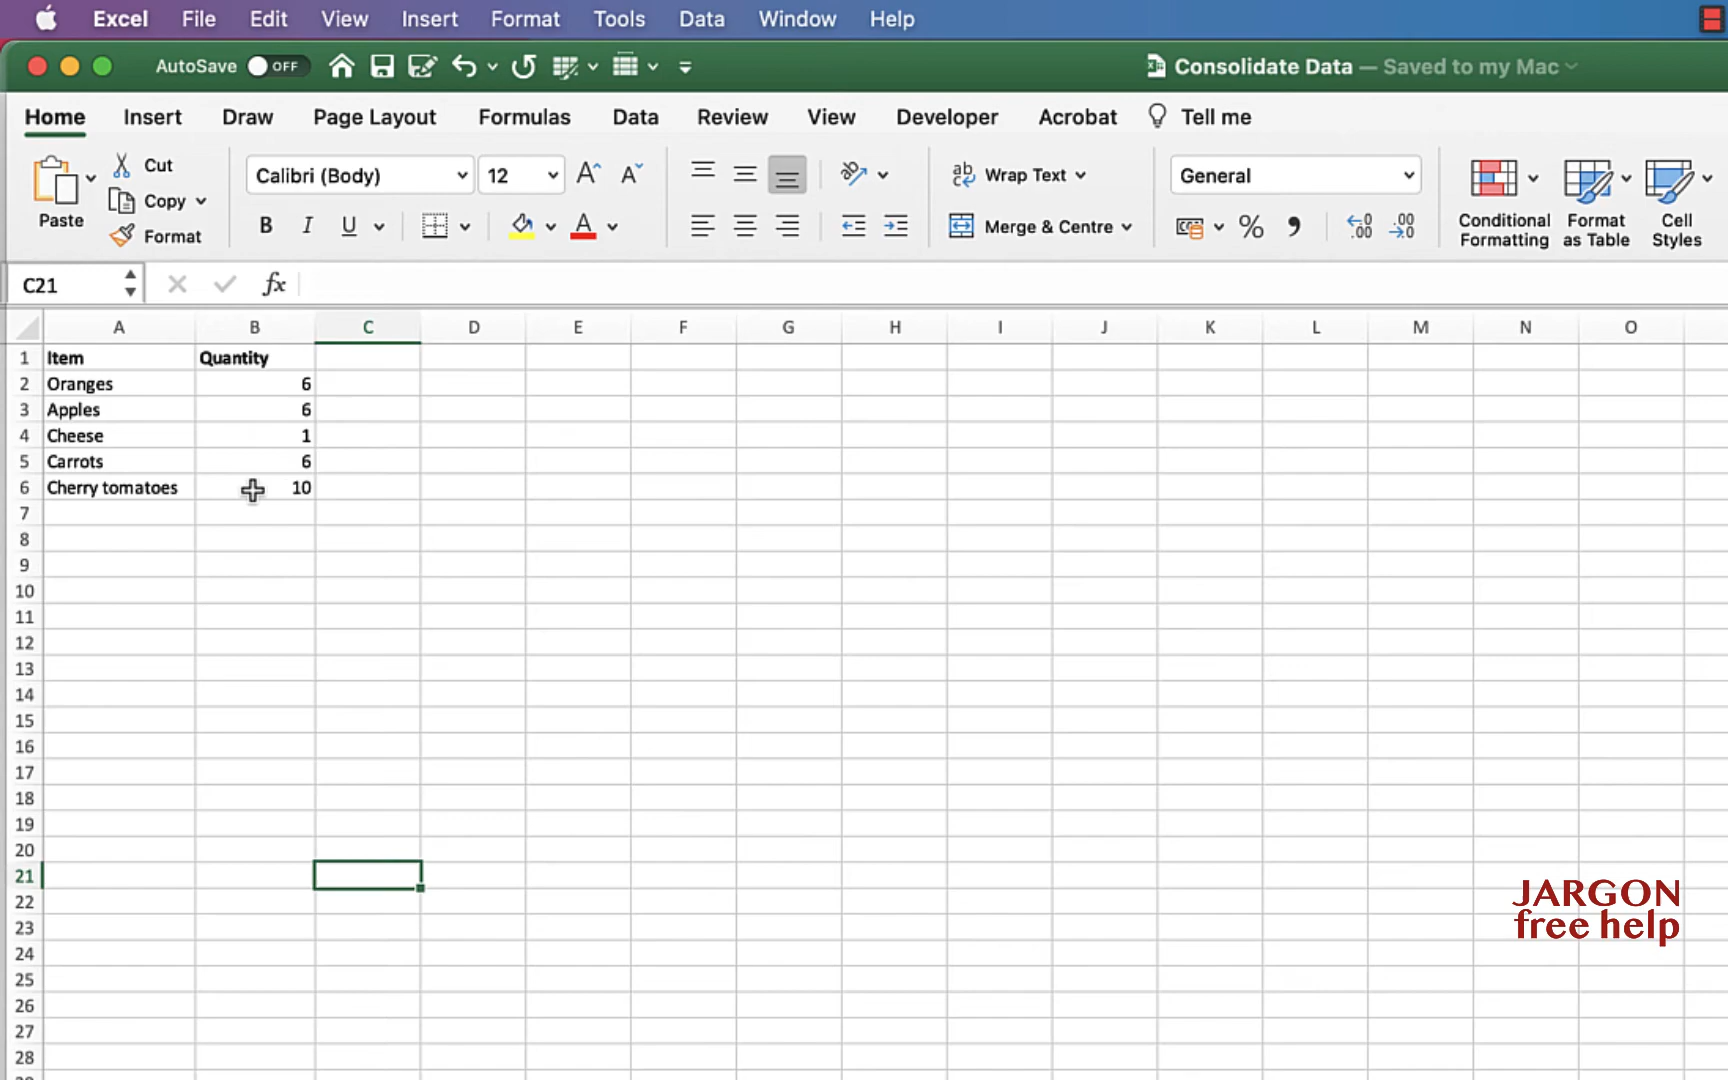 Excel File Edit View Insert Format Tools Data Window Help
AutoSave OFF Consolidate Data — Saved to my Mac
Home Insert Draw Page Layout Formulas Data Review View Developer Acrobat Tell me
Paste Cut Copy Format
Calibri (Body) 12 A A
B I U A
ab Wrap Text
Merge & Centre
General
% , .00 .00
Conditional Formatting
Format as Table
Cell Styles
C21 fx
A B C D E F G H I J K L M N O
1 Item Quantity
2 Oranges 6
3 Apples 6
4 Cheese 1
5 Carrots 6
6 Cherry tomatoes 10
7
8
9
10
11
12
13
14
15
16
17
18
19
20
21
22
23
24
25
26
27
28
JARGON
free help